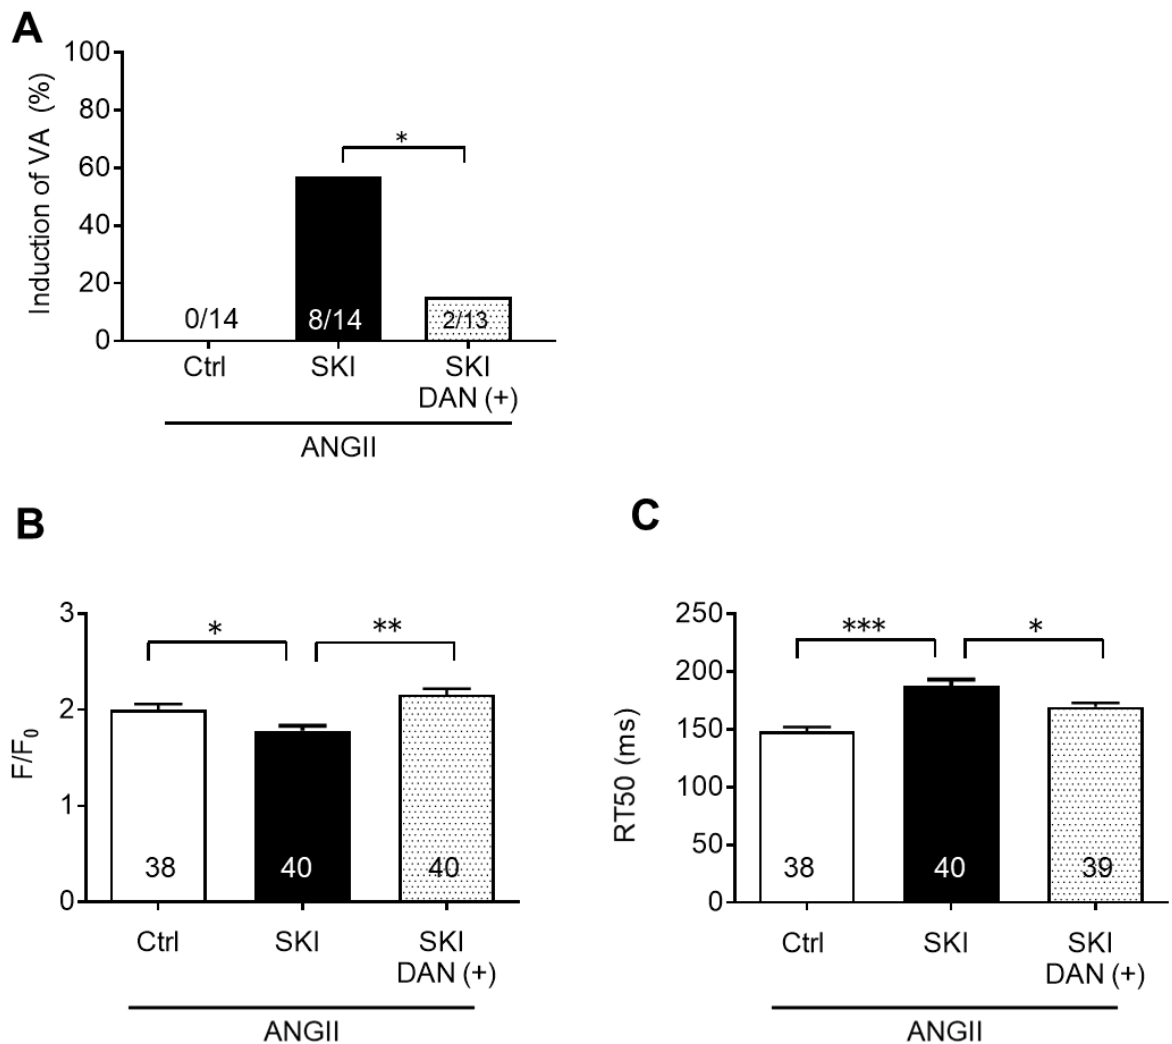 A
Induction of VA (%)
100
80
60
40
20
0
*
0/14
8/14
2/13
Ctrl
SKI
SKI
DAN (+)
ANGII
B
F/F₀
3
2
1
0
*
**
38
40
40
Ctrl
SKI
SKI
DAN (+)
ANGII
C
RT50 (ms)
250
200
150
100
50
0
***
*
38
40
39
Ctrl
SKI
SKI
DAN (+)
ANGII